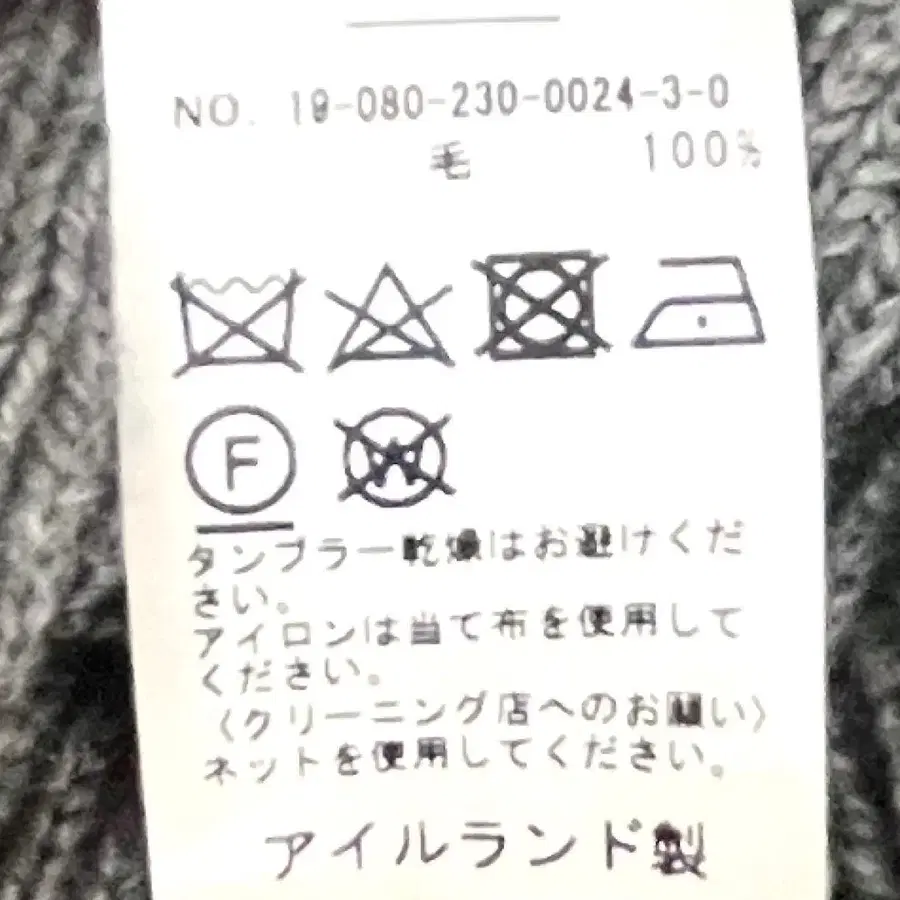 NO. 19-080-230-0024-3-0
毛 100%
F
W
タンブラー乾燥はお避けくだ
さい。
アイロンは当て布を使用して
ください。
〈クリーニング店へのお願い〉
ネットを使用してください。
アイルランド製